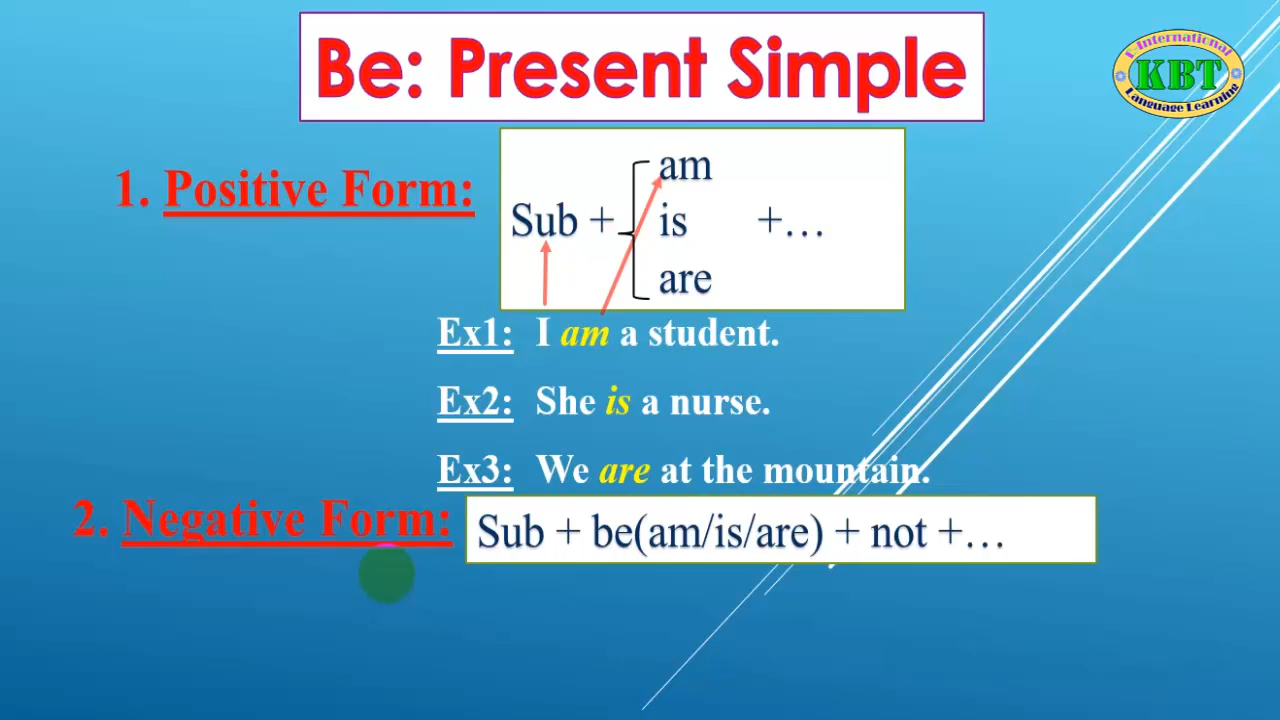 Be: Present Simple
X-International
KBT
Language Learning
1. Positive Form:
Sub +
am
is
are
+…
Ex1: I am a student.
Ex2: She is a nurse.
Ex3: We are at the mountain.
2. Negative Form:
Sub + be(am/is/are) + not +…